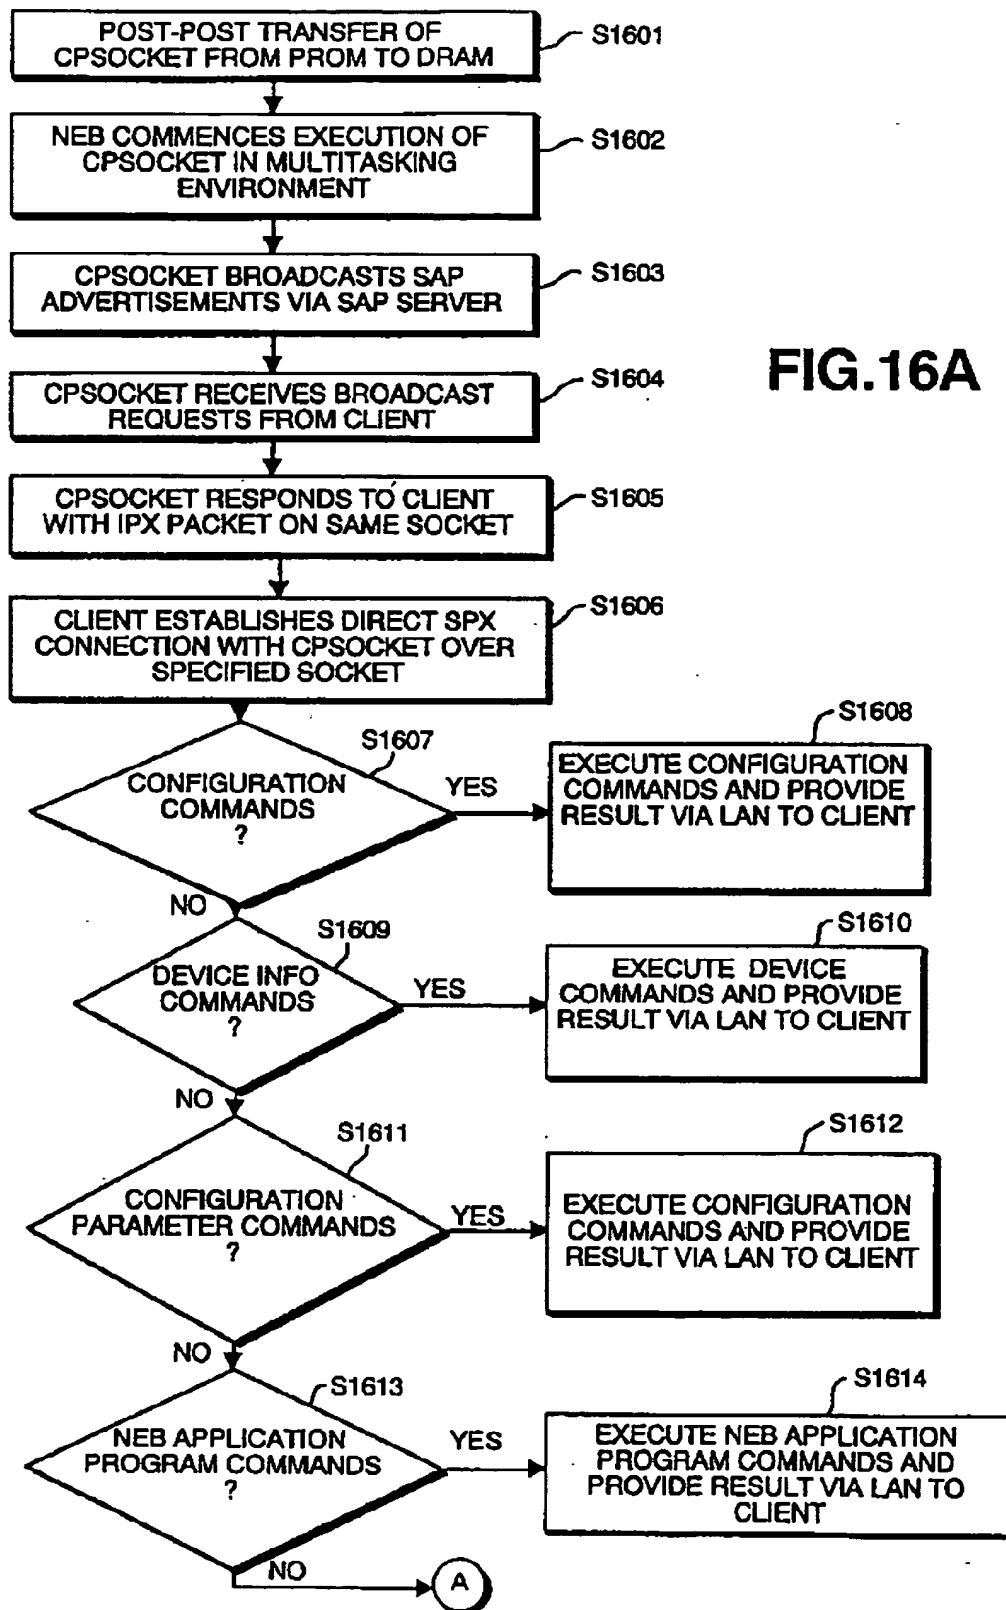 POST-POST TRANSFER OF
CPSOCKET FROM PROM TO DRAM
S1601
NEB COMMENCES EXECUTION OF
CPSOCKET IN MULTITASKING
ENVIRONMENT
S1602
CPSOCKET BROADCASTS SAP
ADVERTISEMENTS VIA SAP SERVER
S1603
FIG.16A
CPSOCKET RECEIVES BROADCAST
REQUESTS FROM CLIENT
S1604
CPSOCKET RESPONDS TO CLIENT
WITH IPX PACKET ON SAME SOCKET
S1605
CLIENT ESTABLISHES DIRECT SPX
CONNECTION WITH CPSOCKET OVER
SPECIFIED SOCKET
S1606
CONFIGURATION
COMMANDS
?
S1607
YES
NO
EXECUTE CONFIGURATION
COMMANDS AND PROVIDE
RESULT VIA LAN TO CLIENT
S1608
DEVICE INFO
COMMANDS
?
S1609
YES
NO
EXECUTE DEVICE
COMMANDS AND PROVIDE
RESULT VIA LAN TO CLIENT
S1610
CONFIGURATION
PARAMETER COMMANDS
?
S1611
YES
NO
EXECUTE CONFIGURATION
COMMANDS AND PROVIDE
RESULT VIA LAN TO CLIENT
S1612
NEB APPLICATION
PROGRAM COMMANDS
?
S1613
YES
NO
EXECUTE NEB APPLICATION
PROGRAM COMMANDS AND
PROVIDE RESULT VIA LAN TO
CLIENT
S1614
A